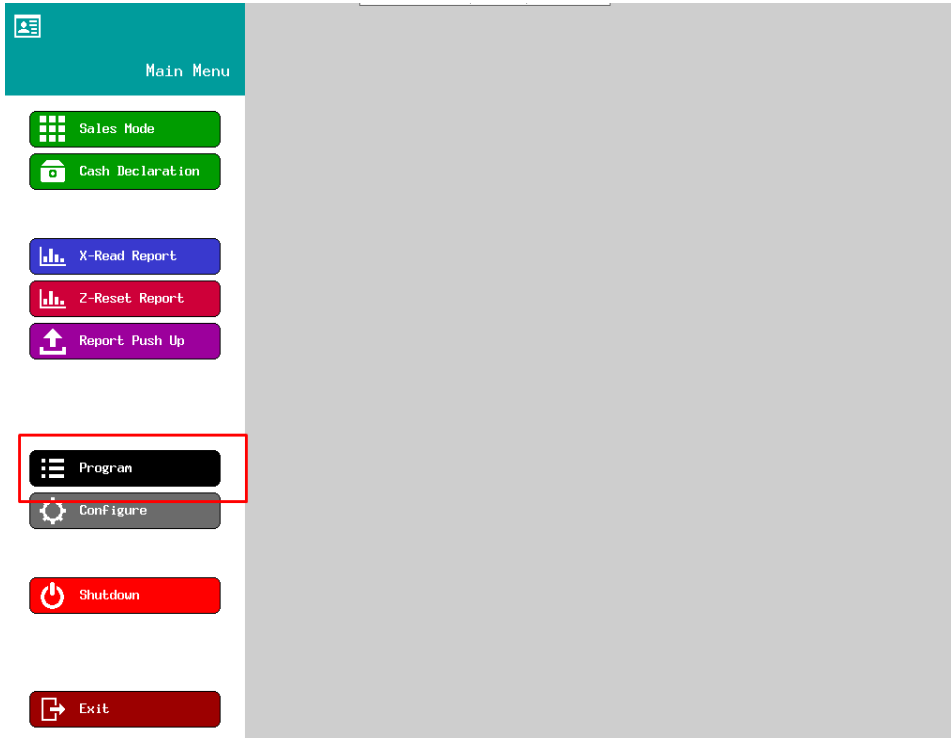 Main Menu
Sales Mode
Cash Declaration
X-Read Report
Z-Reset Report
Report Push Up
Program
Configure
Shutdown
Exit